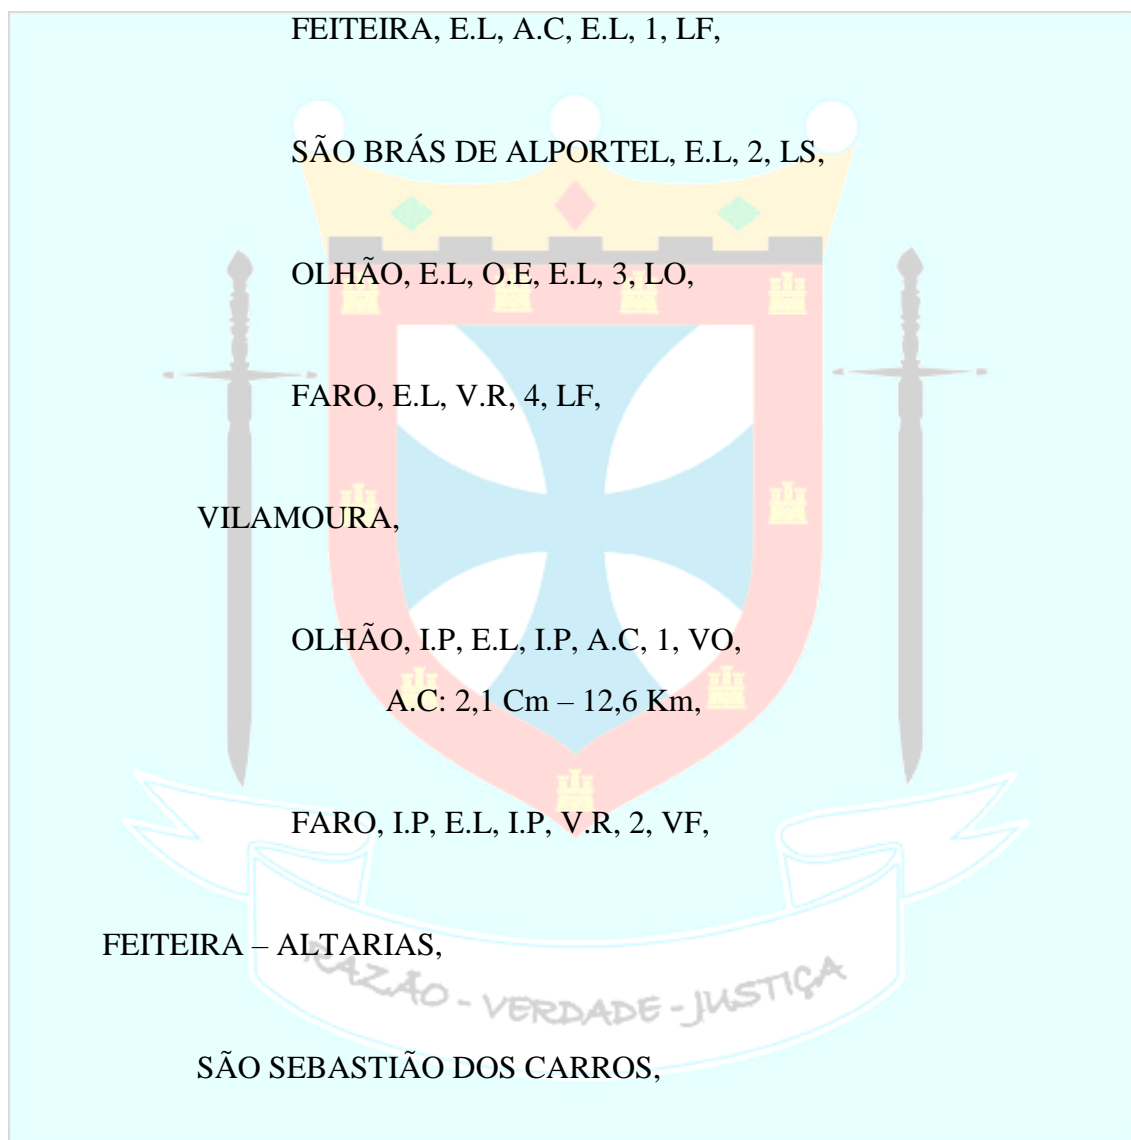 FEITEIRA, E.L, A.C, E.L, 1, LF,
SÃO BRÁS DE ALPORTEL, E.L, 2, LS,
OLHÃO, E.L, O.E, E.L, 3, LO,
FARO, E.L, V.R, 4, LF,
VILAMOURA,
OLHÃO, I.P, E.L, I.P, A.C, 1, VO,
A.C: 2,1 Cm – 12,6 Km,
FARO, I.P, E.L, I.P, V.R, 2, VF,
FEITEIRA – ALTARIAS,
RAZÃO - VERDADE - JUSTIÇA
SÃO SEBASTIÃO DOS CARROS,